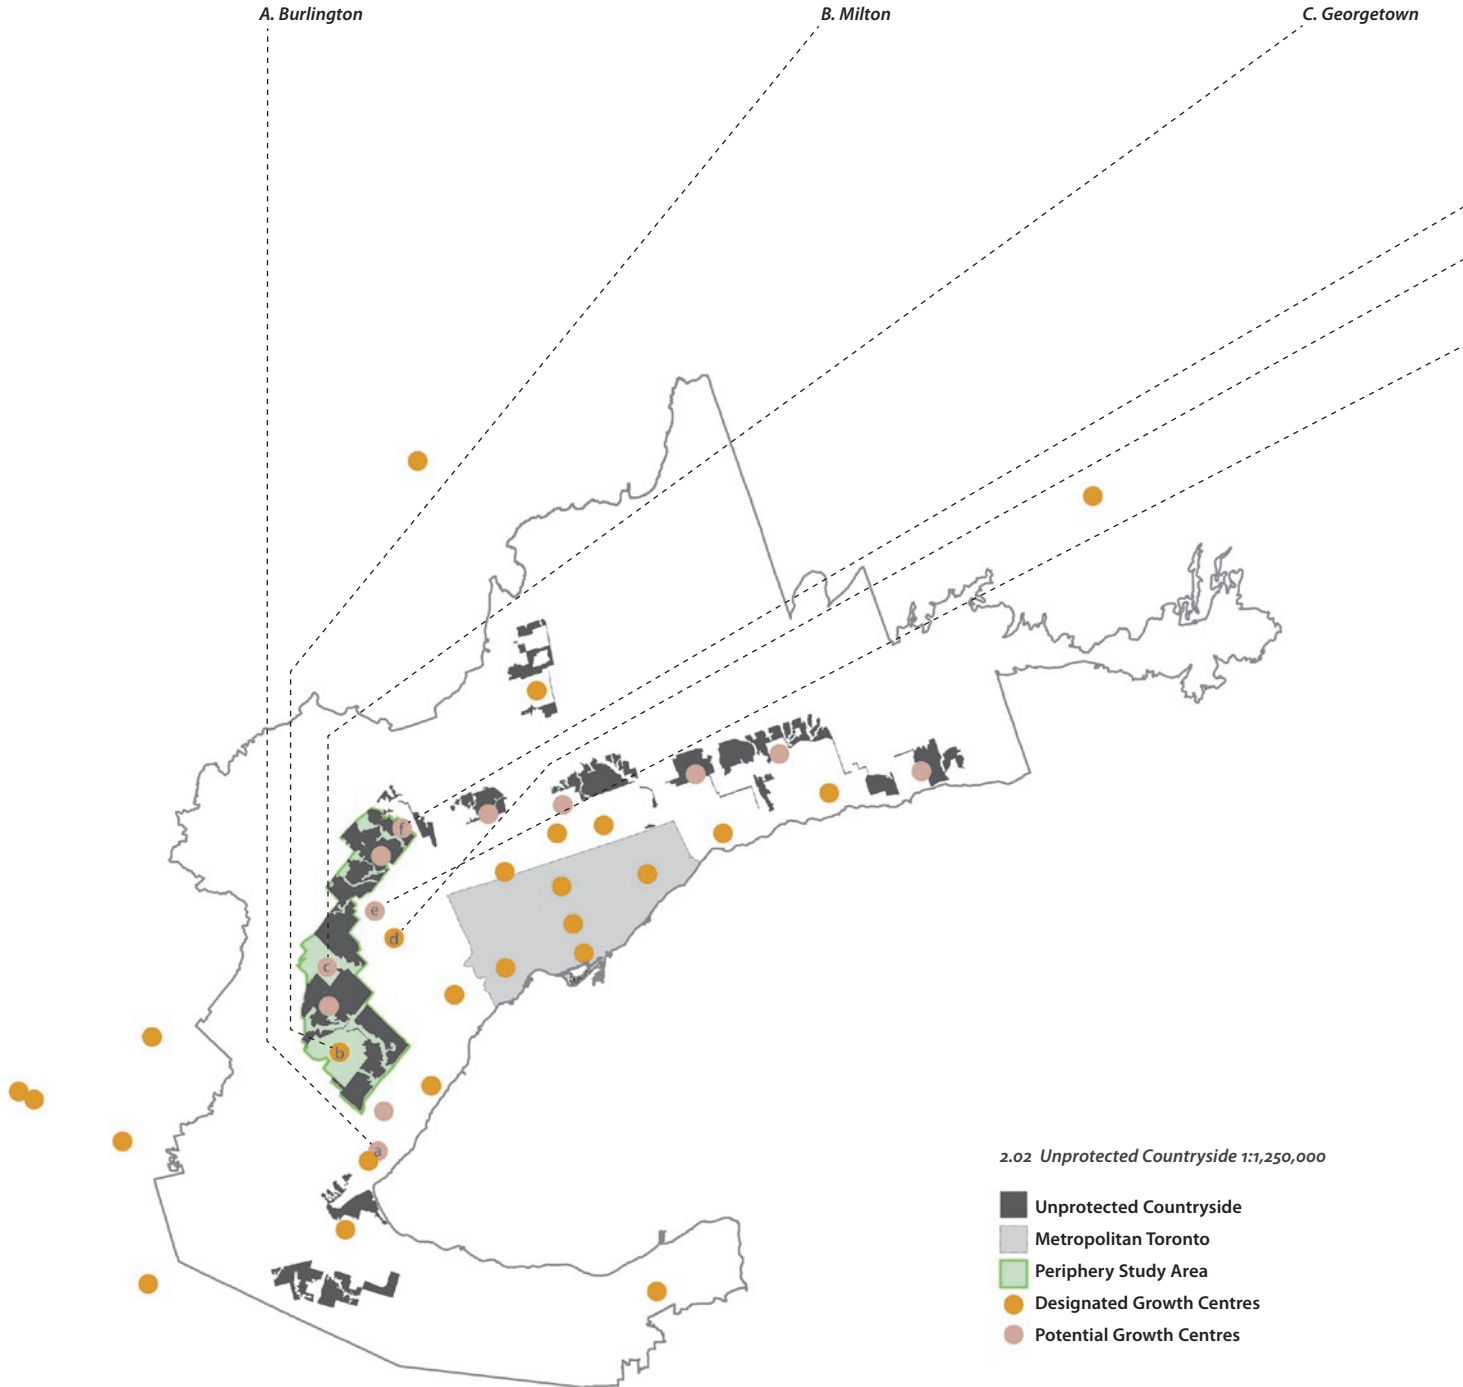 A. Burlington
B. Milton
C. Georgetown
f
e
d
c
b
a
2.02 Unprotected Countryside 1:1,250,000
Unprotected Countryside
Metropolitan Toronto
Periphery Study Area
Designated Growth Centres
Potential Growth Centres